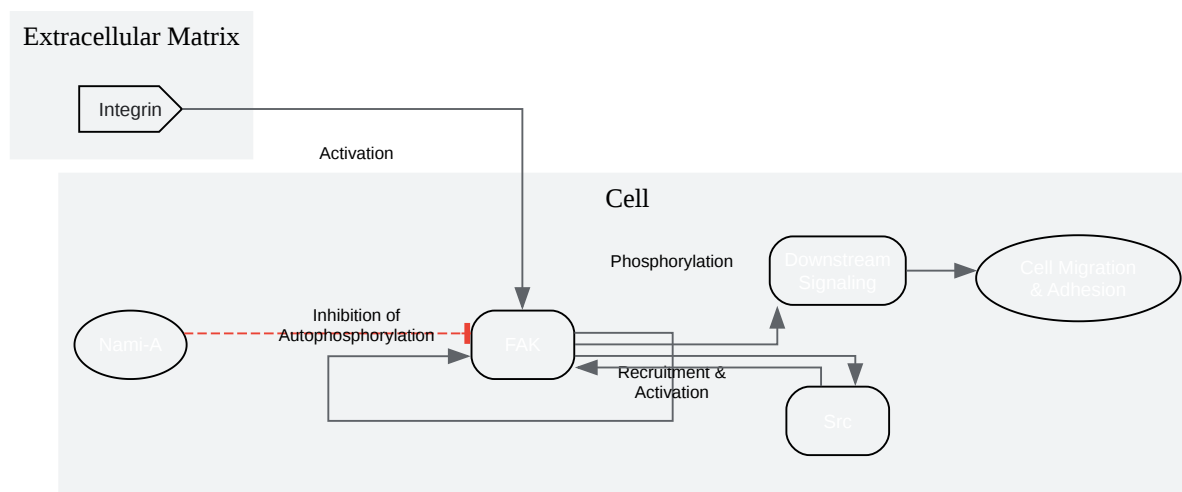 Extracellular Matrix
Integrin
Activation
Cell
Phosphorylation
Downstream
Signaling
Cell Migration
& Adhesion
Inhibition of
Autophosphorylation
Nami-A
FAK
Recruitment &
Activation
Src